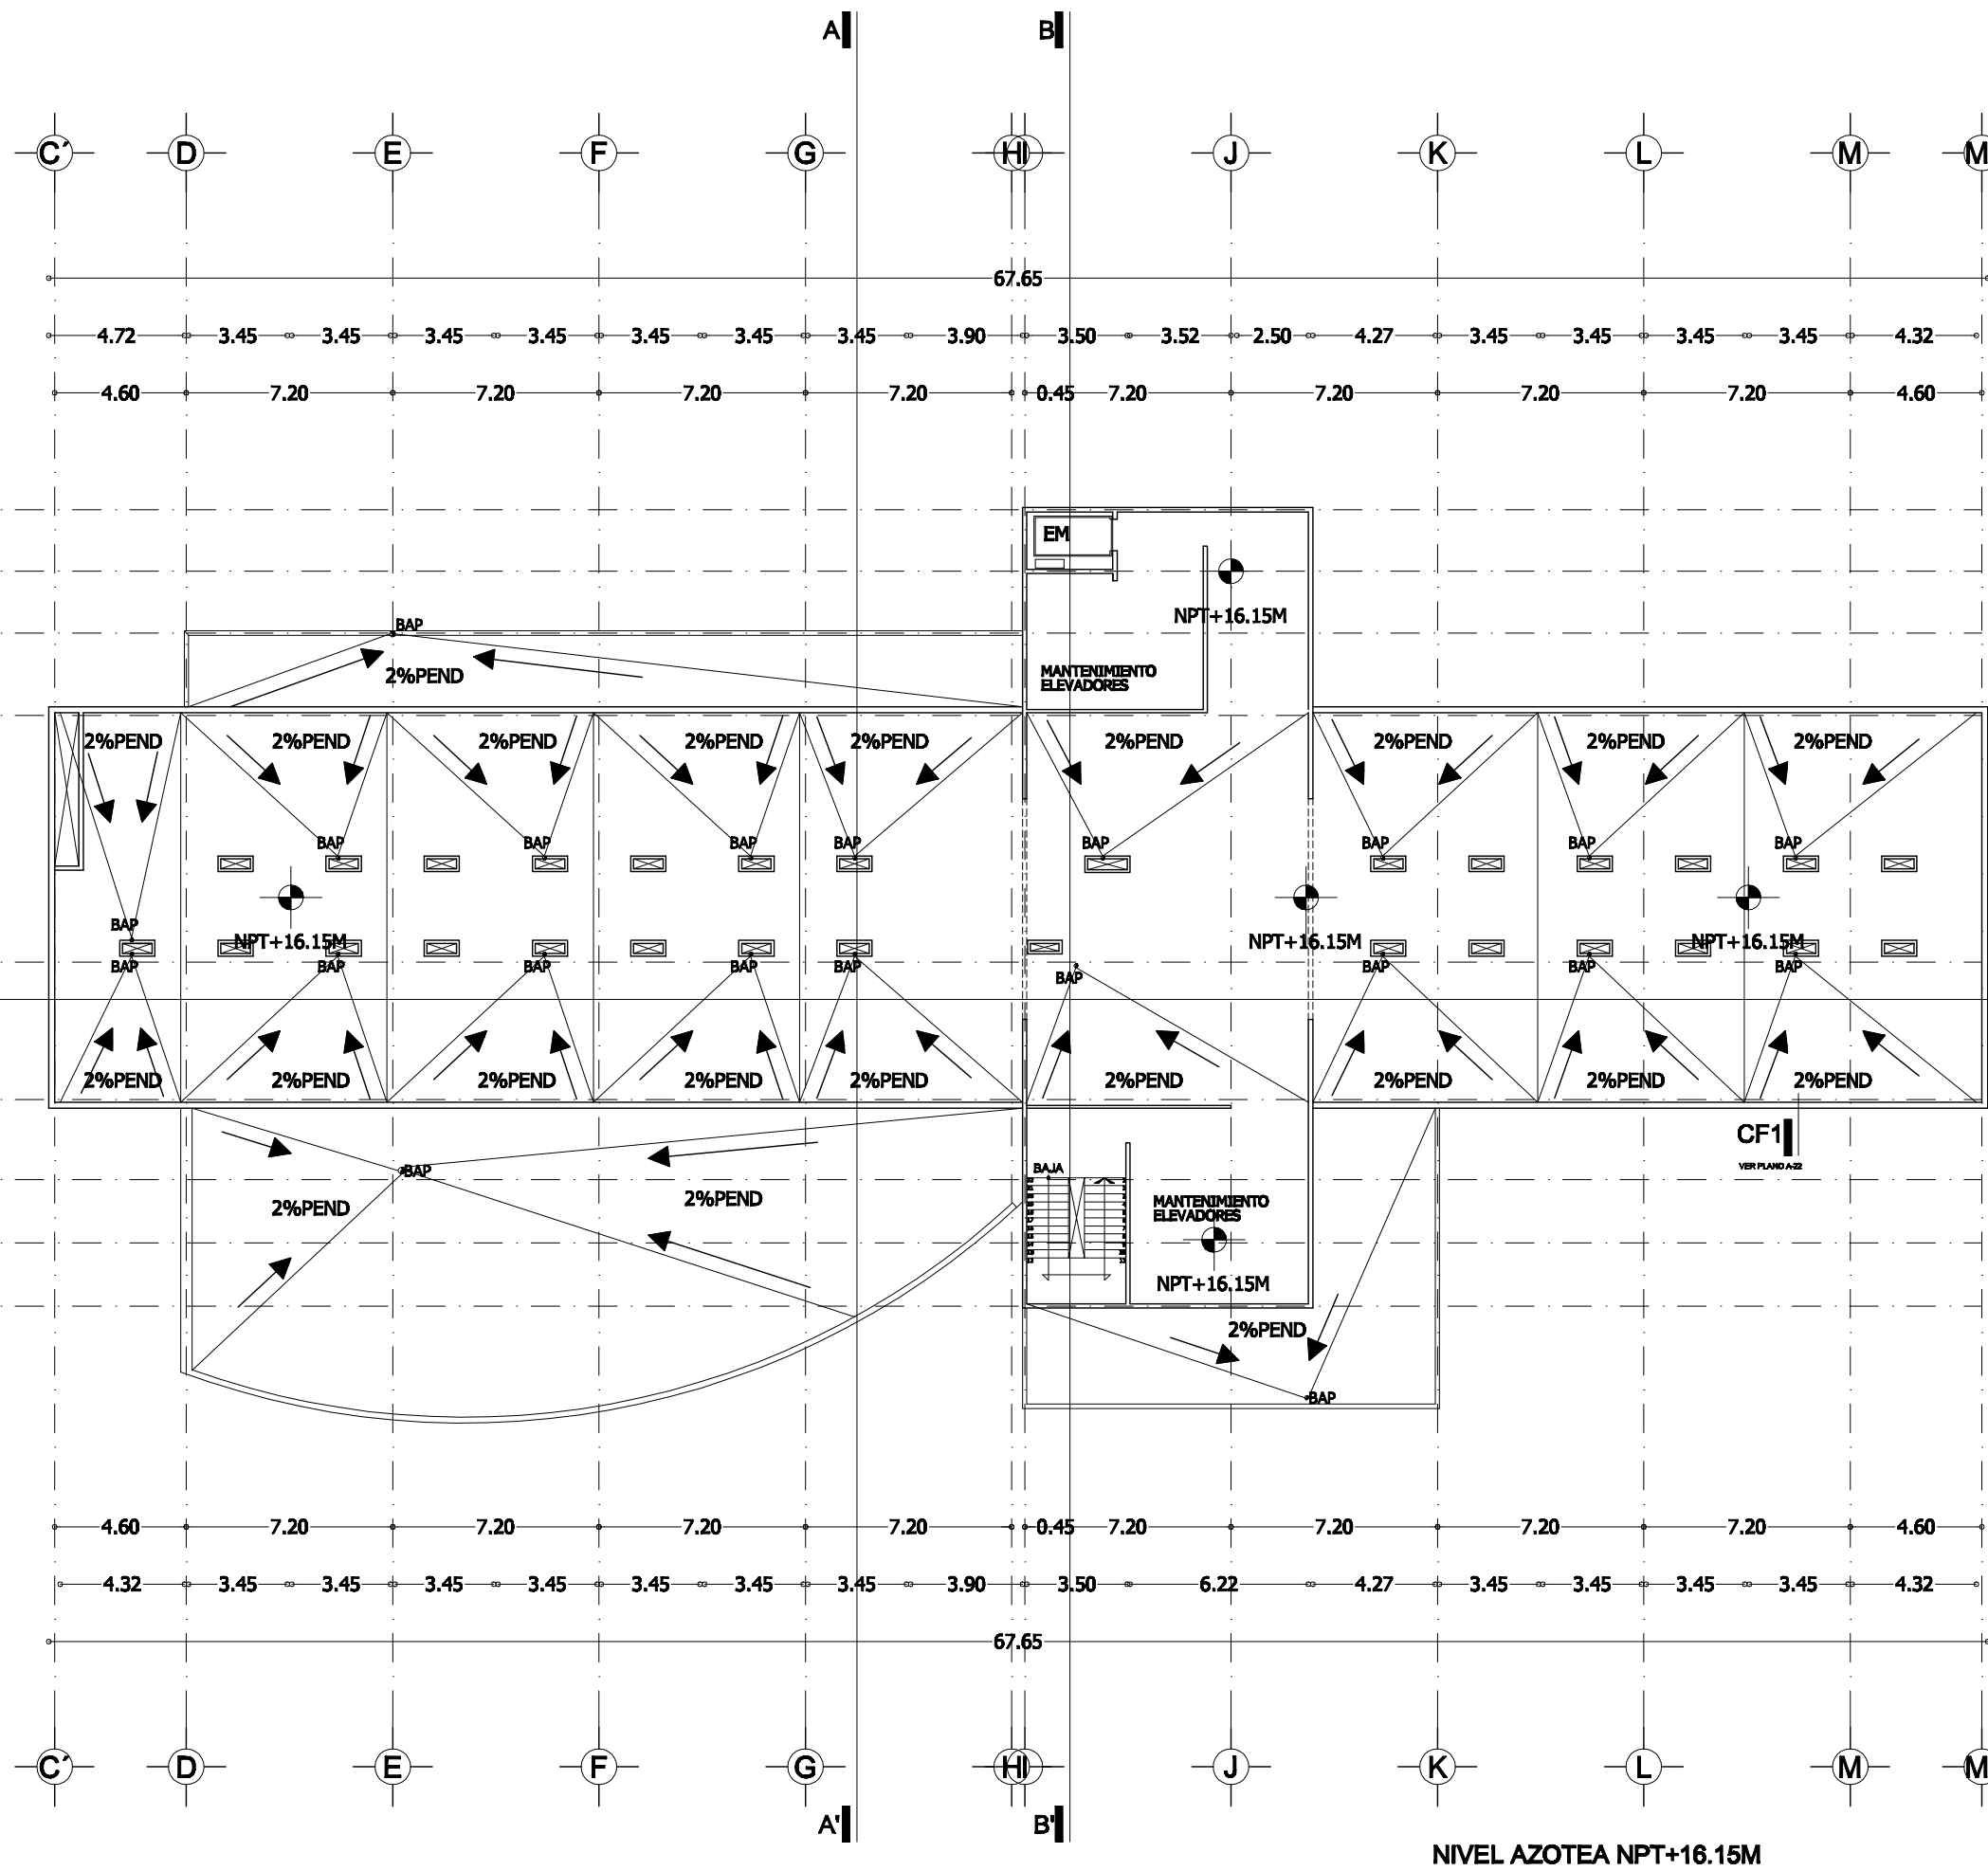 A B
C´ D E F G H I J K L M M
67.65
4.72 3.45 3.45 3.45 3.45 3.45 3.45 3.45 3.90 3.50 3.52 2.50 4.27 3.45 3.45 3.45 3.45 4.32
4.60 7.20 7.20 7.20 7.20 0.45 7.20 7.20 7.20 7.20 4.60
EM
NPT+16.15M
BAP
2%PEND
MANTENIMIENTO
ELEVADORES
2%PEND 2%PEND 2%PEND 2%PEND 2%PEND 2%PEND 2%PEND 2%PEND 2%PEND
BAP BAP BAP BAP BAP BAP BAP BAP
BAP
NPT+16.15M NPT+16.15M NPT+16.15M
BAP BAP BAP BAP BAP BAP BAP BAP
BAP
2%PEND 2%PEND 2%PEND 2%PEND 2%PEND 2%PEND 2%PEND 2%PEND 2%PEND
CF1
VER PLANO A-22
BAP
BAJA
2%PEND
2%PEND
MANTENIMIENTO
ELEVADORES
NPT+16.15M
2%PEND
BAP
4.60 7.20 7.20 7.20 7.20 0.45 7.20 7.20 7.20 7.20 4.60
4.32 3.45 3.45 3.45 3.45 3.45 3.45 3.45 3.90 3.50 6.22 4.27 3.45 3.45 3.45 3.45 4.32
67.65
C´ D E F G H I J K L M M
A' B'
NIVEL AZOTEA NPT+16.15M